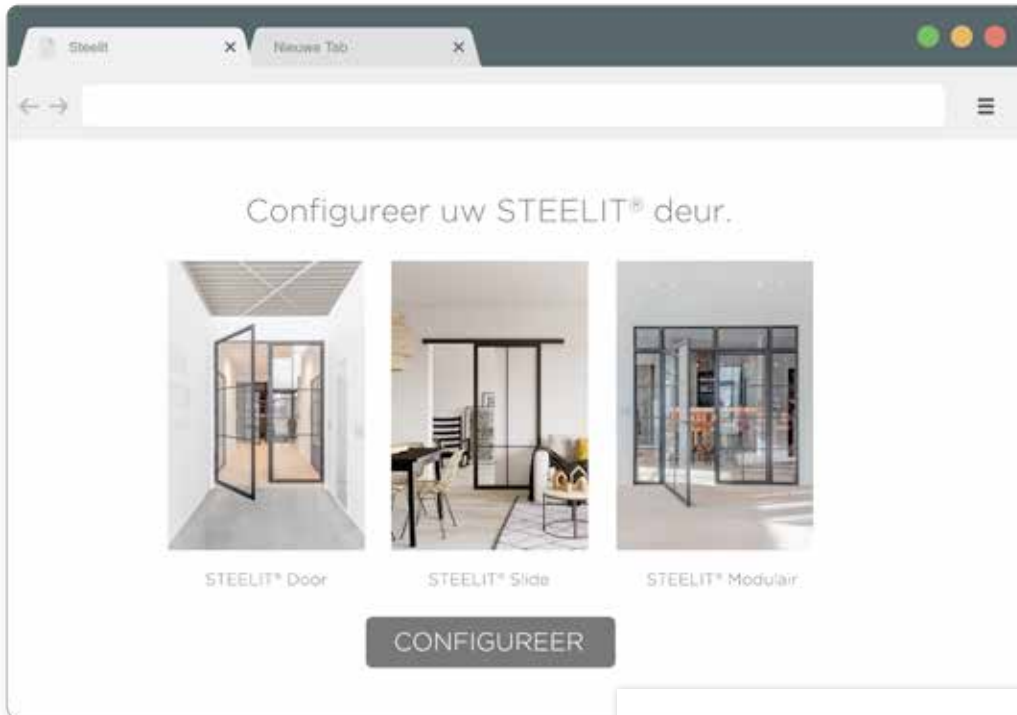 Steelit
Nieuwe Tab
Configureer uw STEELIT® deur.
STEELIT® Door
STEELIT® Slide
STEELIT® Modulair
CONFIGUREER